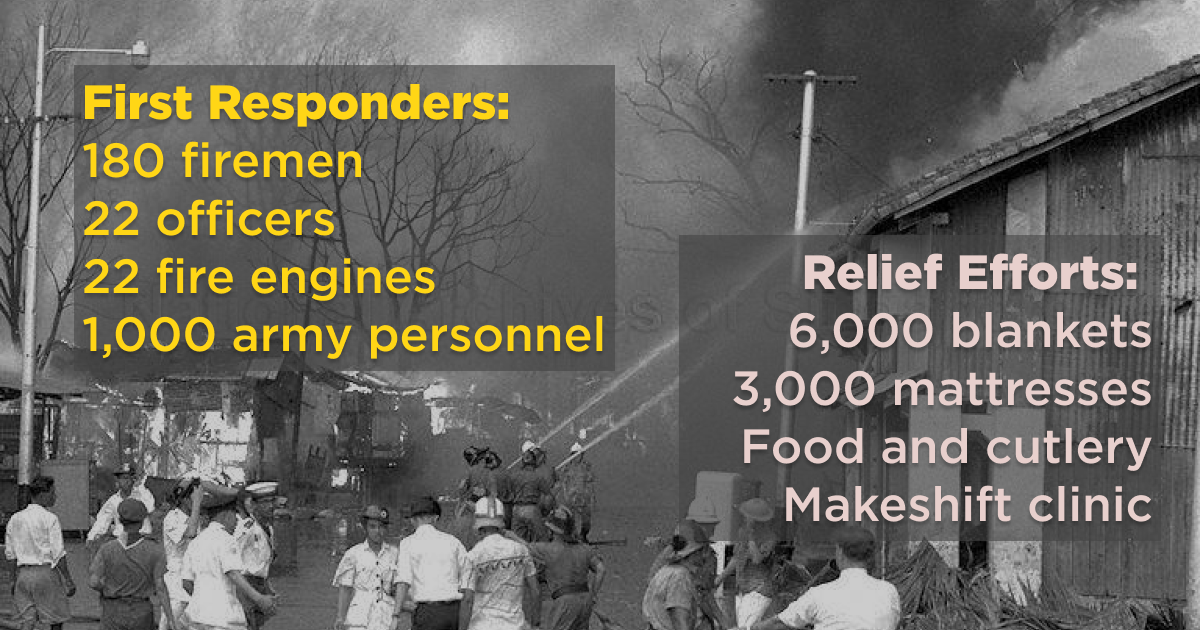 First Responders:
180 firemen
22 officers
22 fire engines
1,000 army personnel
Relief Efforts:
6,000 blankets
3,000 mattresses
Food and cutlery
Makeshift clinic